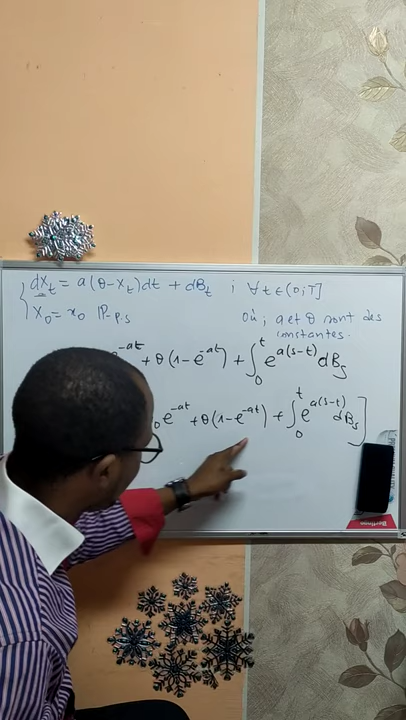 dX_t = a(θ-X_t)dt + dB_t ; ∀t∈(0,T]
X_0 = x_0 P-p.s où, a et θ sont des
constantes.
e^{-at} + θ(1-e^{-at}) + ∫_0^t e^{a(s-t)} dB_s
e^{-at} + θ(1-e^{-at}) + ∫_0^t e^{a(s-t)} dB_s ]